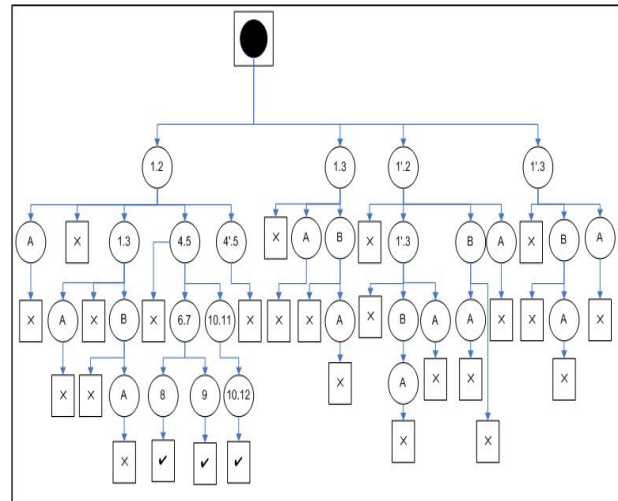 1.2 1.3 1'.2 1'.3
A X 1.3 4.5 4'.5 X A B X 1'.3 B A X B A
X A X B X 6.7 10.11 X X X A X B A A X X A X
X X A 8 9 10.12 X A X X X
X ✓ ✓ ✓ X X